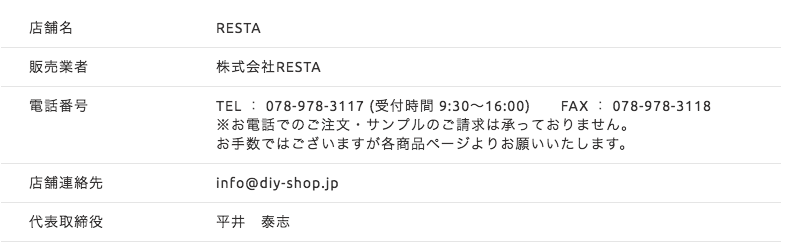 店舗名 RESTA
販売業者 株式会社RESTA
電話番号 TEL : 078-978-3117 (受付時間 9:30〜16:00)　　FAX : 078-978-3118
※お電話でのご注文・サンプルのご請求は承っておりません。
お手数ではございますが各商品ページよりお願いいたします。
店舗連絡先 info@diy-shop.jp
代表取締役 平井　泰志